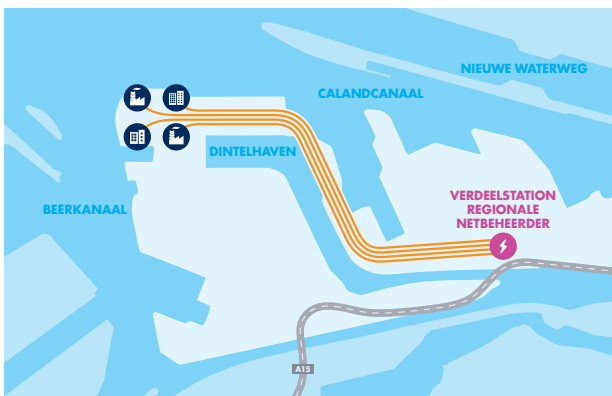 NIEUWE WATERWEG
CALANDCANAAL
DINTELHAVEN
VERDEELSTATION
REGIONALE
NETBEHEERDER
BEERKANAAL
A15